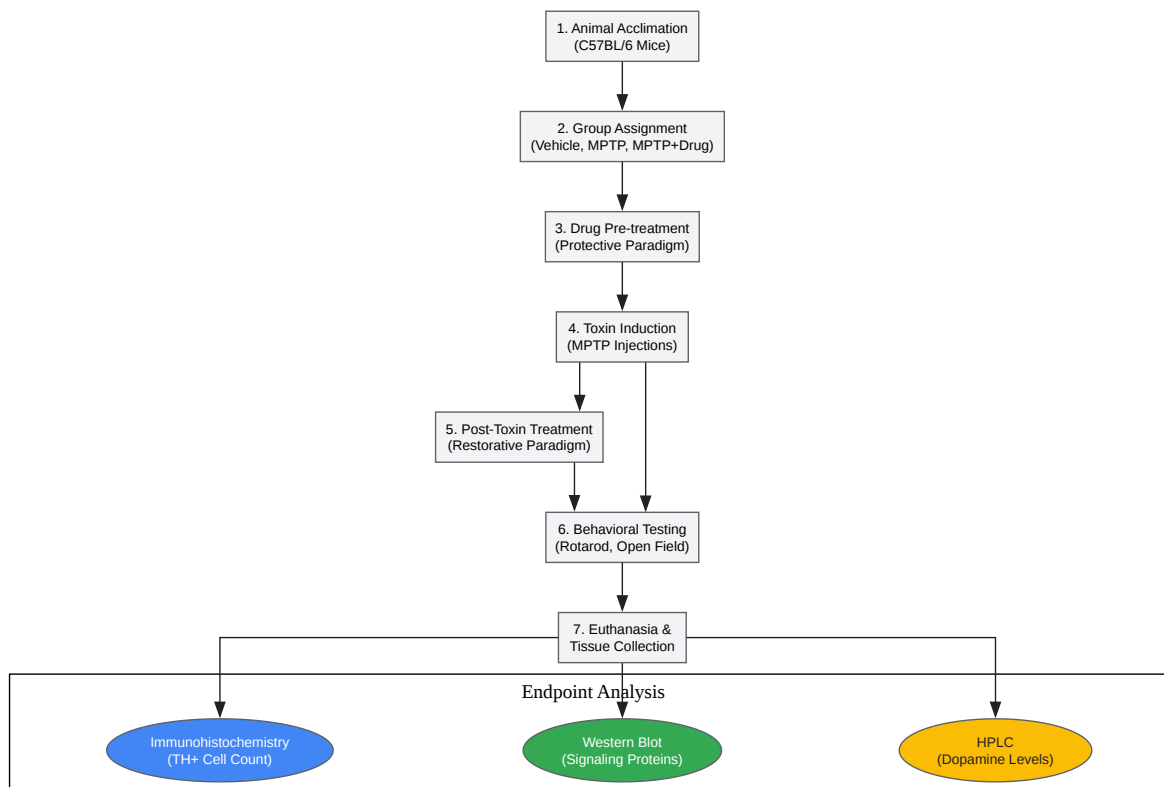 1. Animal Acclimation
(C57BL/6 Mice)
2. Group Assignment
(Vehicle, MPTP, MPTP+Drug)
3. Drug Pre-treatment
(Protective Paradigm)
4. Toxin Induction
(MPTP Injections)
5. Post-Toxin Treatment
(Restorative Paradigm)
6. Behavioral Testing
(Rotarod, Open Field)
7. Euthanasia &
Tissue Collection
Endpoint Analysis
Immunohistochemistry
(TH+ Cell Count)
Western Blot
(Signaling Proteins)
HPLC
(Dopamine Levels)